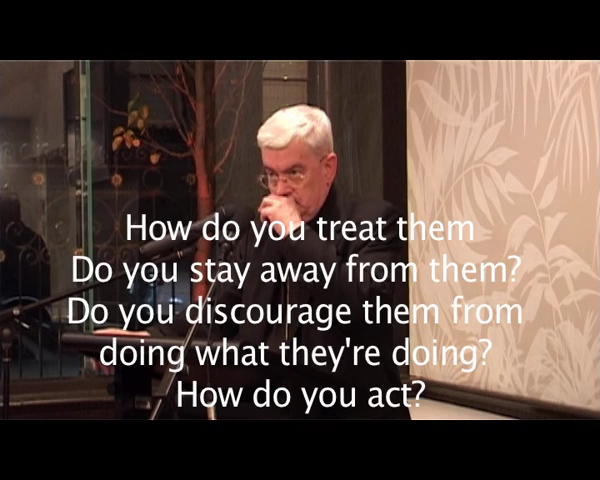 How do you treat them
Do you stay away from them?
Do you discourage them from
doing what they're doing?
How do you act?